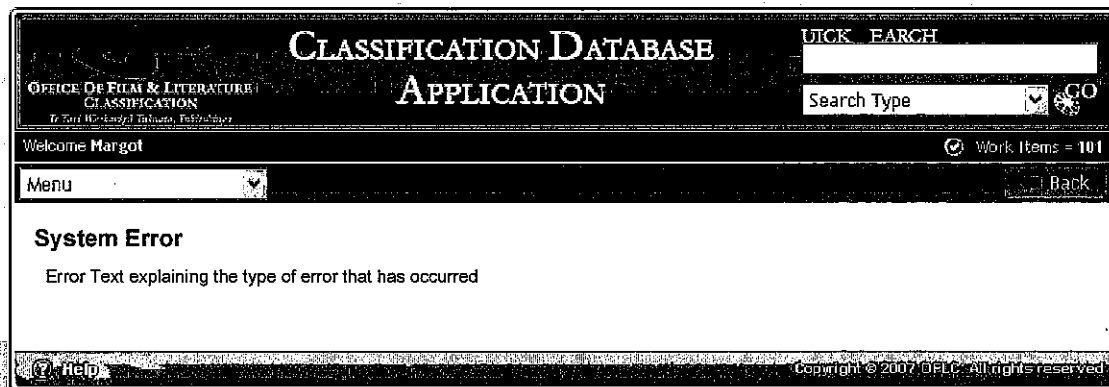 CLASSIFICATION DATABASE
APPLICATION
UICK EARCH
OFFICE OF FILM & LITERATURE
CLASSIFICATION
Search Type
GO
Welcome Margot
Work Items = 101
Menu
Back
System Error
Error Text explaining the type of error that has occurred
Help
Copyright © 2007 OFLC. All rights reserved